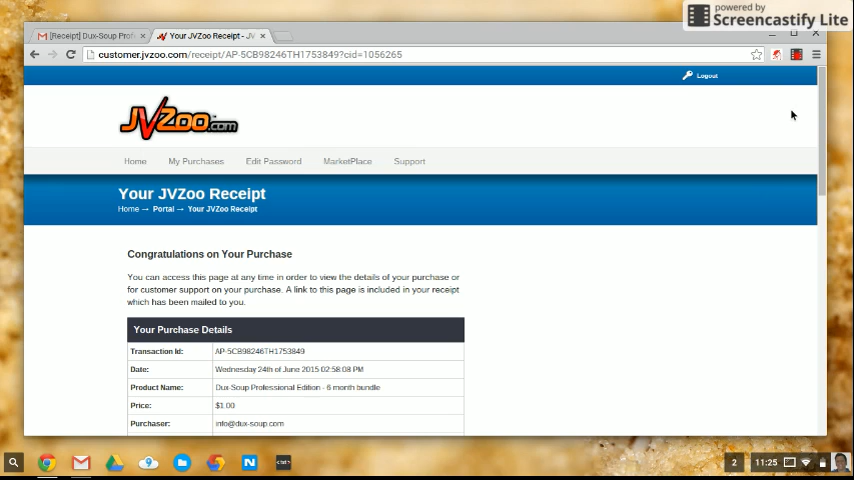 powered by
Screencastify Lite
[Receipt] Dux-Soup Prof
Your JVZoo Receipt - JV
customer.jvzoo.com/receipt/AP-5CB98246TH1753849?cid=1056265
Logout
JVZoo.com
Home My Purchases Edit Password MarketPlace Support
Your JVZoo Receipt
Home → Portal → Your JVZoo Receipt
Congratulations on Your Purchase
You can access this page at any time in order to view the details of your purchase or
for customer support on your purchase. A link to this page is included in your receipt
which has been mailed to you.
Your Purchase Details
Transaction Id: AP-5CB98246TH1753849
Date: Wednesday 24th of June 2015 02:58:08 PM
Product Name: Dux-Soup Professional Edition - 6 month bundle
Price: $1.00
Purchaser: info@dux-soup.com
2 11:25